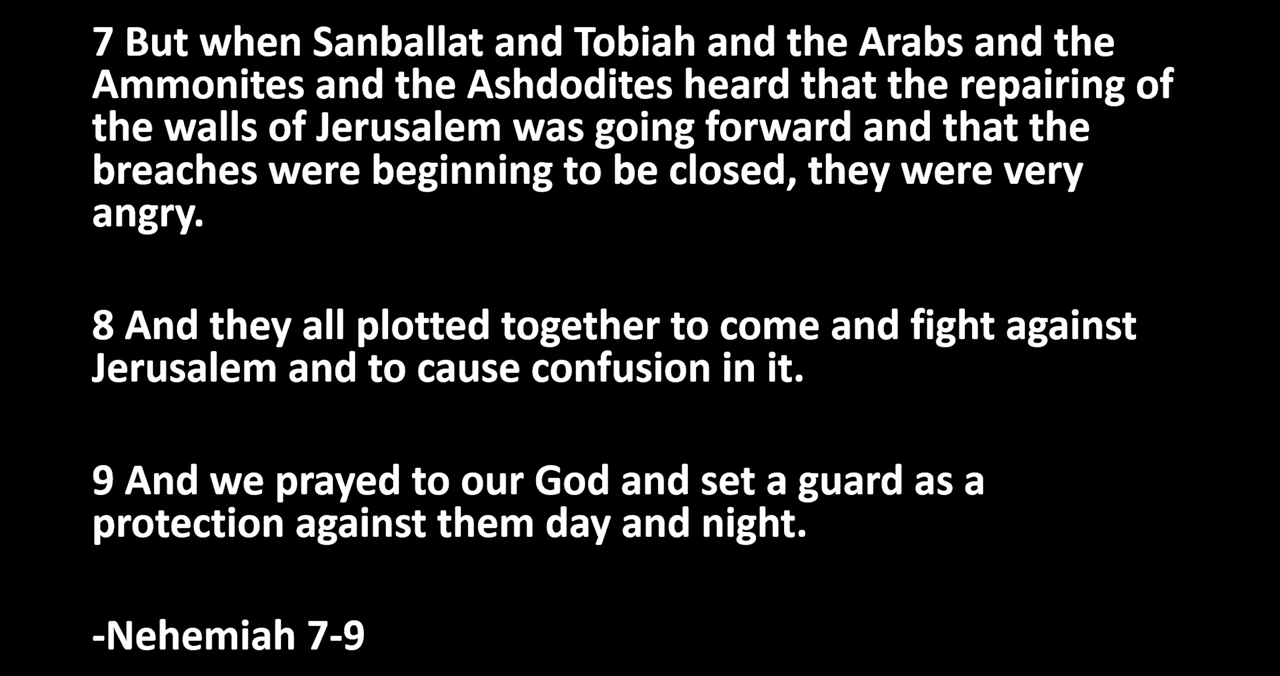 7 But when Sanballat and Tobiah and the Arabs and the
Ammonites and the Ashdodites heard that the repairing of
the walls of Jerusalem was going forward and that the
breaches were beginning to be closed, they were very
angry.
8 And they all plotted together to come and fight against
Jerusalem and to cause confusion in it.
9 And we prayed to our God and set a guard as a
protection against them day and night.
-Nehemiah 7-9